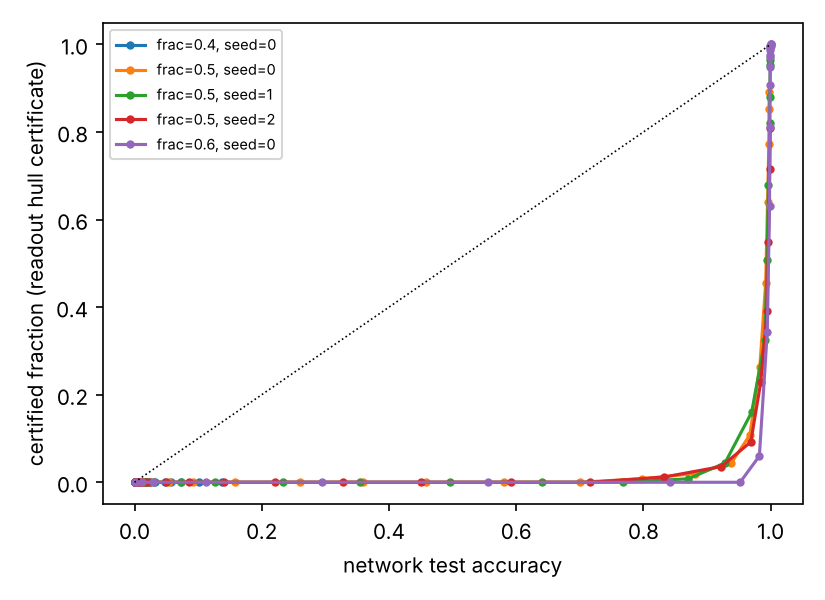 frac=0.4, seed=0
frac=0.5, seed=0
frac=0.5, seed=1
frac=0.5, seed=2
frac=0.6, seed=0
certified fraction (readout hull certificate)
1.0
0.8
0.6
0.4
0.2
0.0
0.0 0.2 0.4 0.6 0.8 1.0
network test accuracy